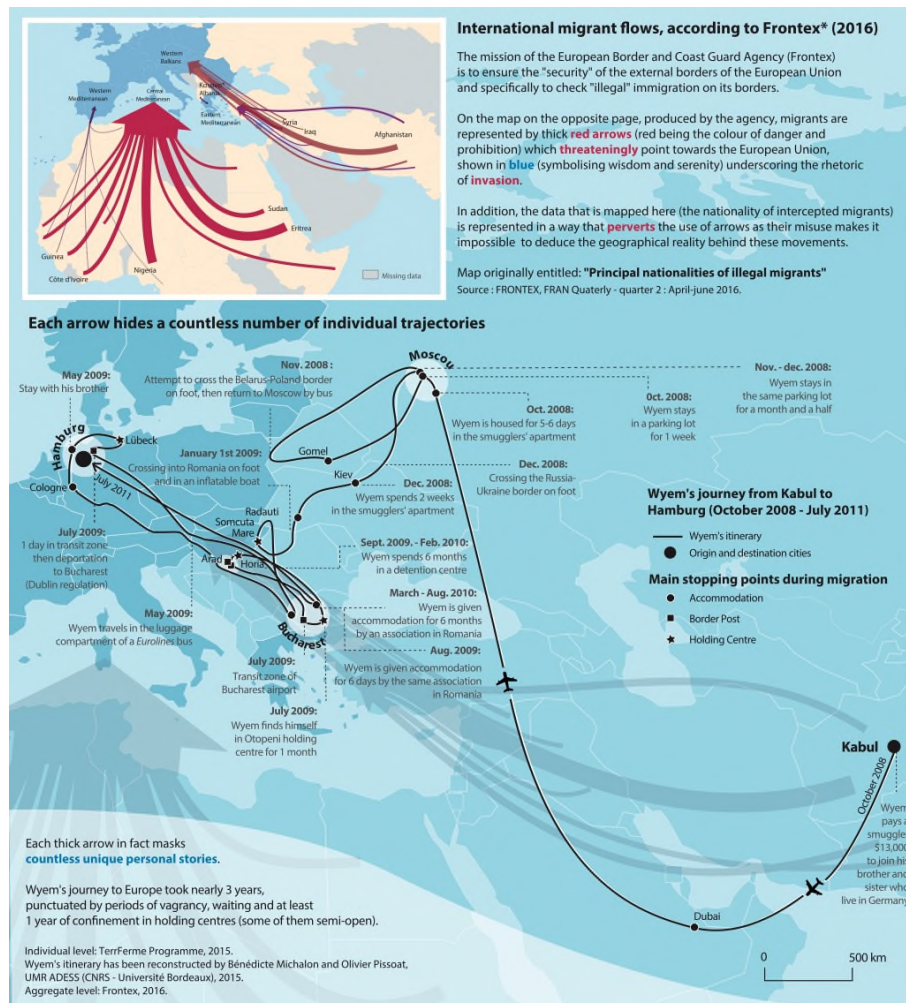 International migrant flows, according to Frontex* (2016)
The mission of the European Border and Coast Guard Agency (Frontex)
is to ensure the "security" of the external borders of the European Union
and specifically to check "illegal" immigration on its borders.
On the map on the opposite page, produced by the agency, migrants are
represented by thick red arrows (red being the colour of danger and
prohibition) which threateningly point towards the European Union,
shown in blue (symbolising wisdom and serenity) underscoring the rhetoric
of invasion.
In addition, the data that is mapped here (the nationality of intercepted migrants)
is represented in a way that perverts the use of arrows as their misuse makes it
impossible to deduce the geographical reality behind these movements.
Map originally entitled: "Principal nationalities of illegal migrants"
Source : FRONTEX, FRAN Quaterly - quarter 2 : April-june 2016.
Western
Balkans
Western
Mediterranean
Central
Mediterranean
Albania
Eastern
Mediterranean
Syria
Iraq
Afghanistan
Sudan
Eritrea
Guinea
Côte d'Ivoire
Nigeria
Missing data
Each arrow hides a countless number of individual trajectories
May 2009:
Stay with his brother
Nov. 2008 :
Attempt to cross the Belarus-Poland border
on foot, then return to Moscow by bus
Moscou
Nov. - dec. 2008:
Wyem stays in
the same parking lot
for a month and a half
Oct. 2008:
Wyem stays
in a parking lot
for 1 week
Oct. 2008:
Wyem is housed for 5-6 days
in the smugglers' apartment
Hamburg
Lübeck
July 2011
Cologne
Gomel
Kiev
January 1st 2009:
Crossing into Romania on foot
and in an inflatable boat
Dec. 2008:
Crossing the Russia-
Ukraine border on foot
Dec. 2008:
Wyem spends 2 weeks
in the smugglers' apartment
Radauti
Somcuta
Mare
Arad
Horia
July 2009:
1 day in transit zone
then deportation
to Bucharest
(Dublin regulation)
Sept. 2009. - Feb. 2010:
Wyem spends 6 months
in a detention centre
March - Aug. 2010:
Wyem is given
accommodation for 6 months
by an association in Romania
May 2009:
Wyem travels in the luggage
compartment of a Eurolines bus
Bucharest
Aug. 2009:
Wyem is given accommodation
for 6 days by the same association
in Romania
July 2009:
Transit zone of
Bucharest airport
July 2009:
Wyem finds himself
in Otopeni holding
centre for 1 month
Wyem's journey from Kabul to
Hamburg (October 2008 - July 2011)
Wyem's itinerary
Origin and destination cities
Main stopping points during migration
Accommodation
Border Post
Holding Centre
Kabul
October 2008
Wyem
pays a
smuggler
$13,000
to join his
brother and
sister who
live in Germany
Dubai
0 500 km
Each thick arrow in fact masks
countless unique personal stories.
Wyem's journey to Europe took nearly 3 years,
punctuated by periods of vagrancy, waiting and at least
1 year of confinement in holding centres (some of them semi-open).
Individual level: TerrFerme Programme, 2015.
Wyem's itinerary has been reconstructed by Bénédicte Michalon and Olivier Pissoat,
UMR ADESS (CNRS - Université Bordeaux), 2015.
Aggregate level: Frontex, 2016.